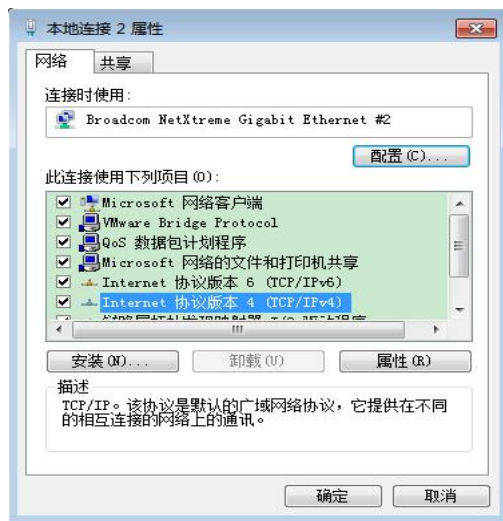 本地连接 2 属性
网络 共享
连接时使用:
Broadcom NetXtreme Gigabit Ethernet #2
配置(C)...
此连接使用下列项目(O):
Microsoft 网络客户端
VMware Bridge Protocol
QoS 数据包计划程序
Microsoft 网络的文件和打印机共享
Internet 协议版本 6 (TCP/IPv6)
Internet 协议版本 4 (TCP/IPv4)
安装(N)... 卸载(U) 属性(R)
描述
TCP/IP。该协议是默认的广域网络协议，它提供在不同
的相互连接的网络上的通讯。
确定 取消